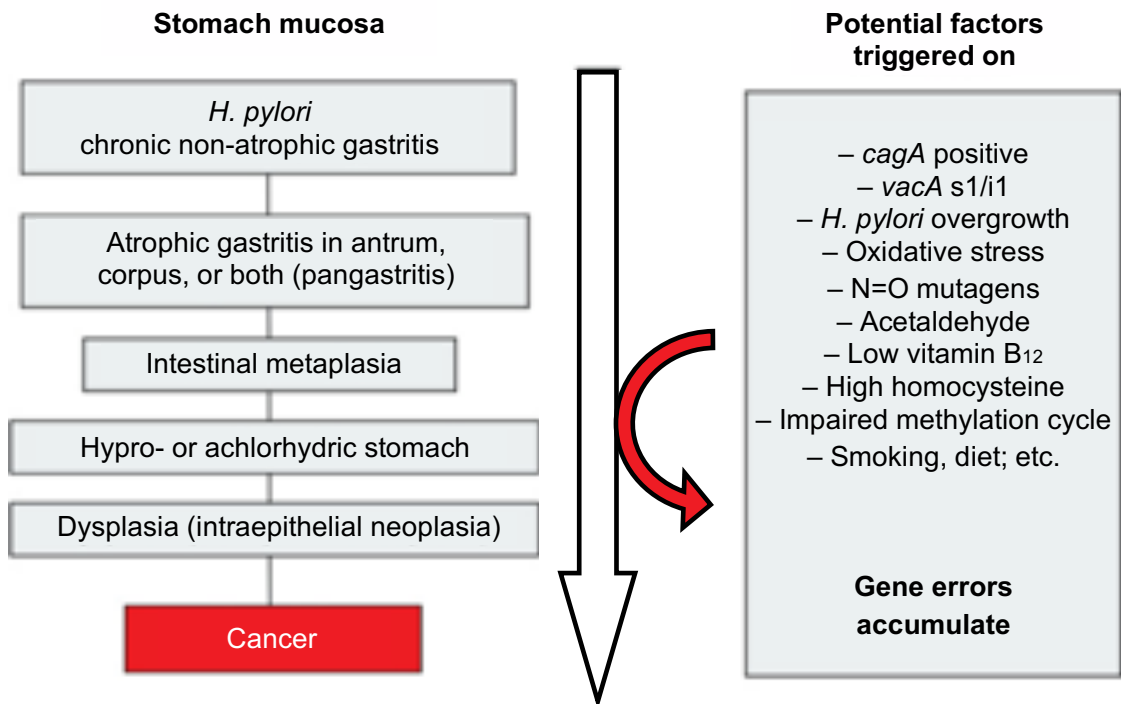 Stomach mucosa
H. pylori
chronic non-atrophic gastritis
Atrophic gastritis in antrum,
corpus, or both (pangastritis)
Intestinal metaplasia
Hypro- or achlorhydric stomach
Dysplasia (intraepithelial neoplasia)
Cancer
Potential factors
triggered on
– cagA positive
– vacA s1/i1
– H. pylori overgrowth
– Oxidative stress
– N=O mutagens
– Acetaldehyde
– Low vitamin B₁₂
– High homocysteine
– Impaired methylation cycle
– Smoking, diet; etc.
Gene errors
accumulate